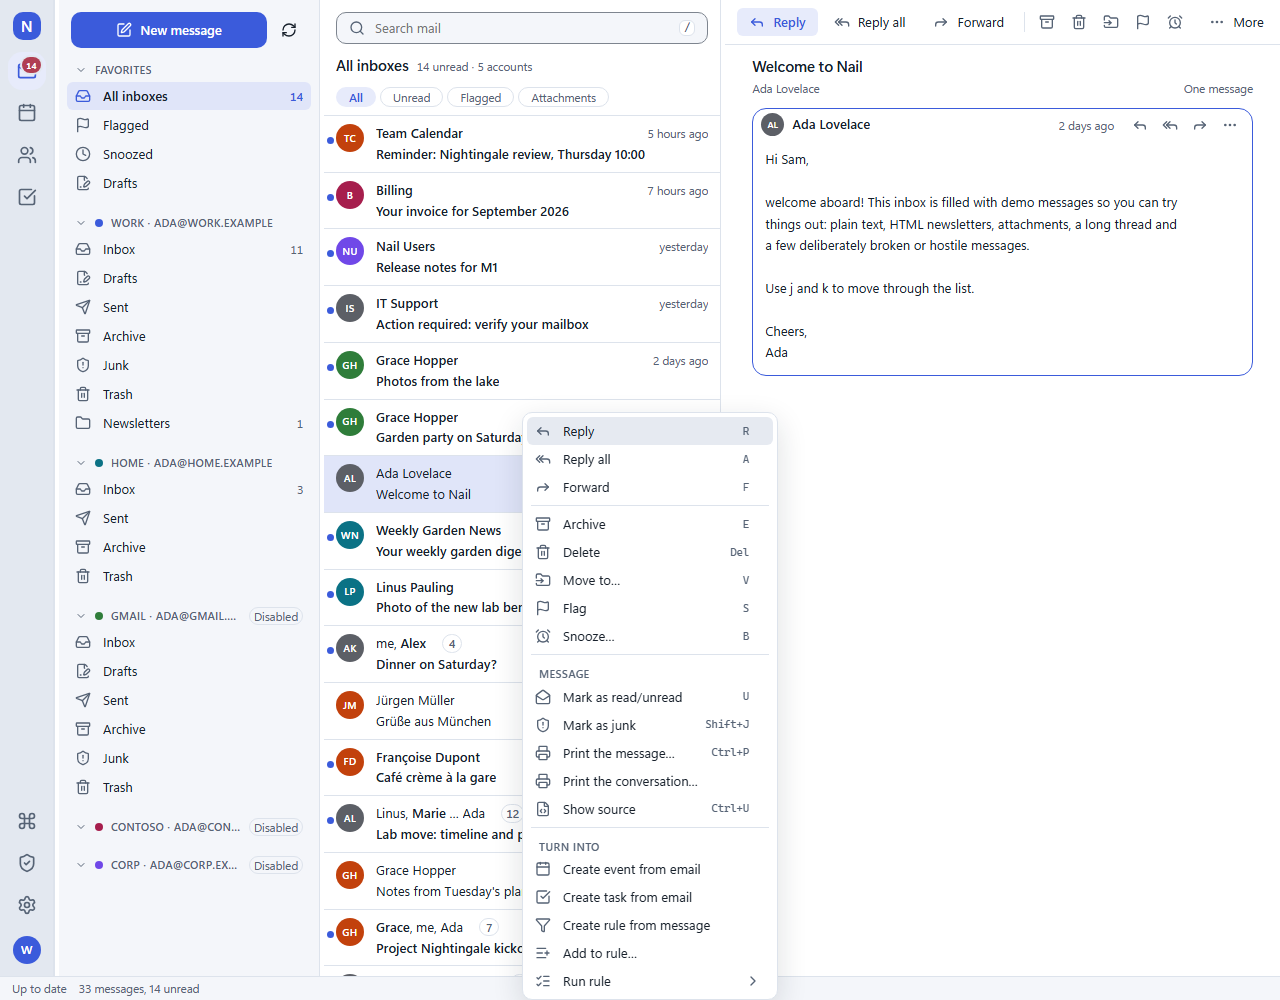 N
14
New message
FAVORITES
All inboxes 14
Flagged
Snoozed
Drafts
WORK · ADA@WORK.EXAMPLE
Inbox 11
Drafts
Sent
Archive
Junk
Trash
Newsletters 1
HOME · ADA@HOME.EXAMPLE
Inbox 3
Sent
Archive
Trash
GMAIL · ADA@GMAIL.... Disabled
Inbox
Drafts
Sent
Archive
Junk
Trash
CONTOSO · ADA@CON... Disabled
CORP · ADA@CORP.EX... Disabled
W
Up to date 33 messages, 14 unread
Search mail /
All inboxes 14 unread · 5 accounts
All Unread Flagged Attachments
TC Team Calendar 5 hours ago
Reminder: Nightingale review, Thursday 10:00
B Billing 7 hours ago
Your invoice for September 2026
NU Nail Users yesterday
Release notes for M1
IS IT Support yesterday
Action required: verify your mailbox
GH Grace Hopper 2 days ago
Photos from the lake
GH Grace Hopper
Garden party on Saturda
AL Ada Lovelace
Welcome to Nail
WN Weekly Garden News
Your weekly garden dige
LP Linus Pauling
Photo of the new lab ben
AK me, Alex 4
Dinner on Saturday?
JM Jürgen Müller
Grüße aus München
FD Françoise Dupont
Café crème à la gare
AL Linus, Marie ... Ada 12
Lab move: timeline and p
GH Grace Hopper
Notes from Tuesday's pla
GH Grace, me, Ada 7
Project Nightingale kickc
Reply
Reply all
Forward
More
Welcome to Nail
Ada Lovelace One message
AL Ada Lovelace 2 days ago
Hi Sam,
welcome aboard! This inbox is filled with demo messages so you can try
things out: plain text, HTML newsletters, attachments, a long thread and
a few deliberately broken or hostile messages.
Use j and k to move through the list.
Cheers,
Ada
Reply R
Reply all A
Forward F
Archive E
Delete Del
Move to... V
Flag S
Snooze... B
MESSAGE
Mark as read/unread U
Mark as junk Shift+J
Print the message... Ctrl+P
Print the conversation...
Show source Ctrl+U
TURN INTO
Create event from email
Create task from email
Create rule from message
Add to rule...
Run rule